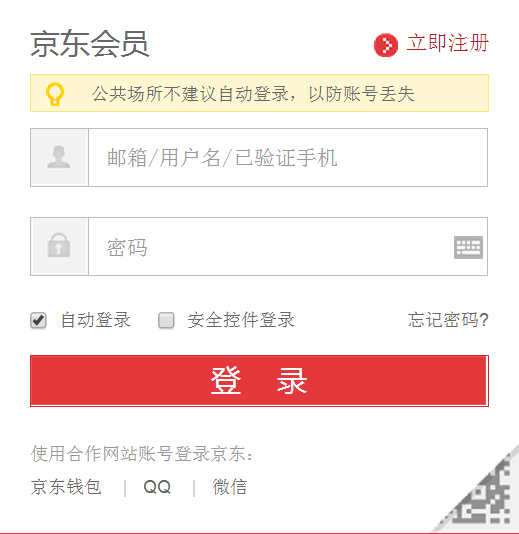 京东会员 立即注册
公共场所不建议自动登录，以防账号丢失
邮箱/用户名/已验证手机
密码
自动登录 安全控件登录 忘记密码?
登 录
使用合作网站账号登录京东：
京东钱包 | QQ | 微信